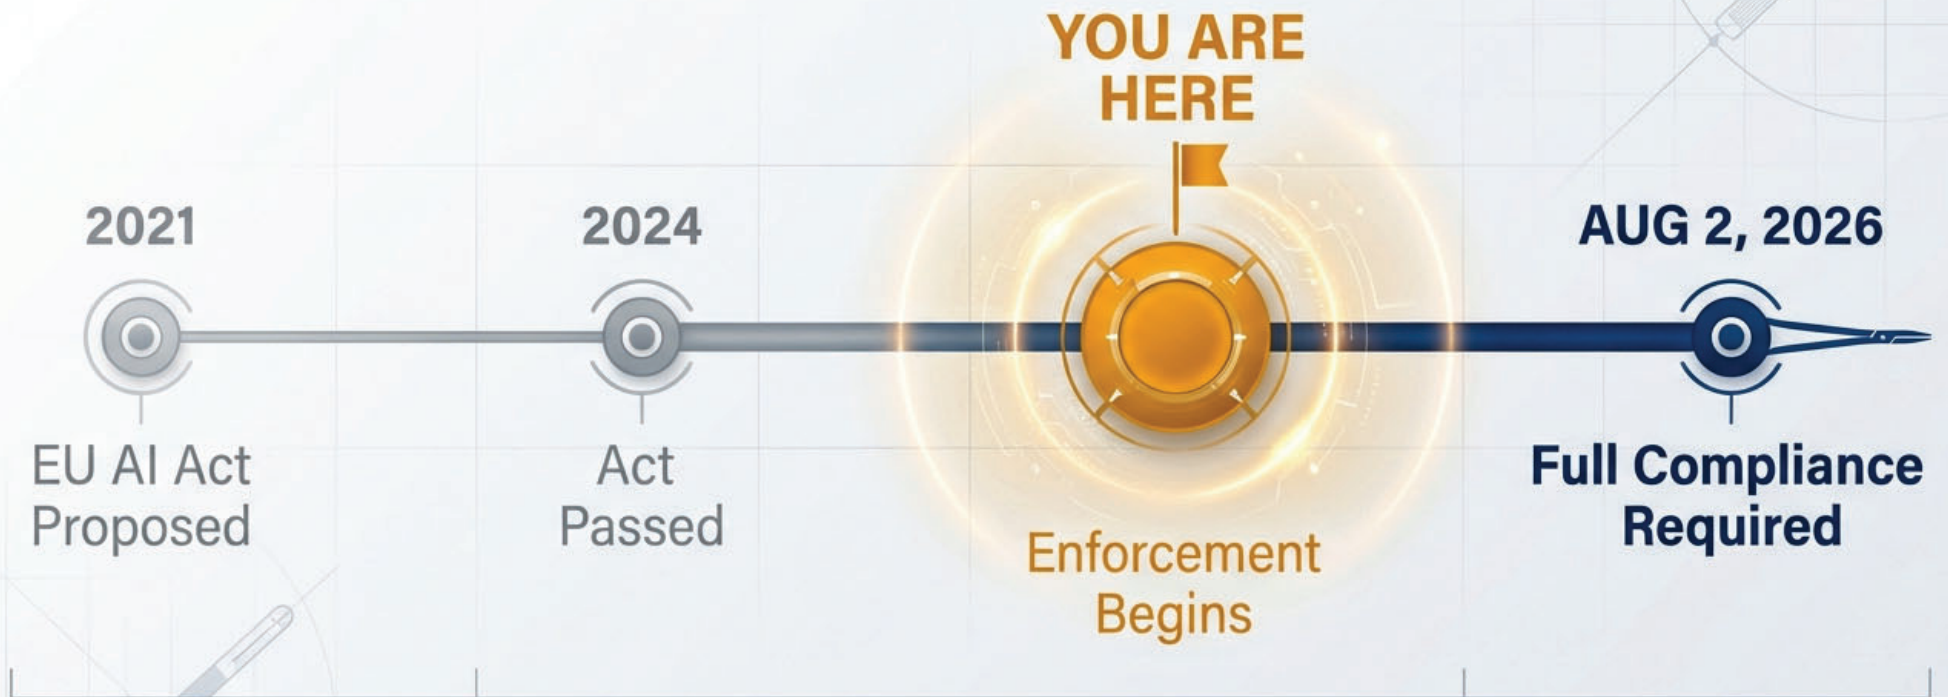 YOU ARE
HERE
2021
2024
AUG 2, 2026
EU AI Act
Proposed
Act
Passed
Enforcement
Begins
Full Compliance
Required